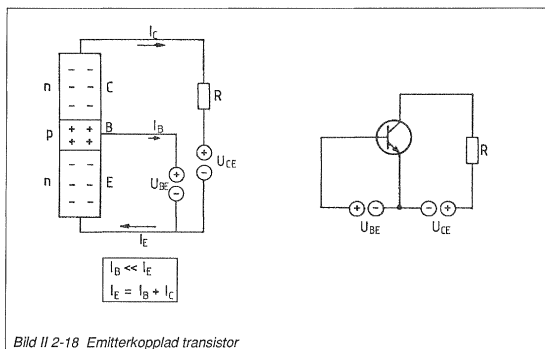 I_C
n C
R
p B I_B
U_CE
n E U_BE
I_E
I_B << I_E
I_E = I_B + I_C
R
U_BE U_CE
Bild II 2-18 Emitterkopplad transistor